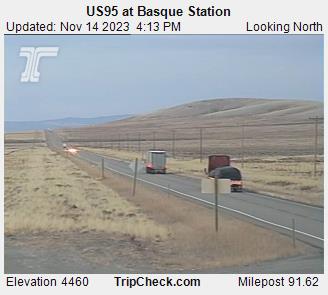 US95 at Basque Station
Updated: Nov 14 2023 4:13 PM Looking North
Elevation 4460 TripCheck.com Milepost 91.62